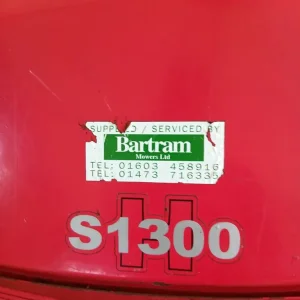 SUPPLIED / SERVICED BY
Bartram
Mowers Ltd
TEL: 01603 458916
TEL: 01473 716335
S1300
H